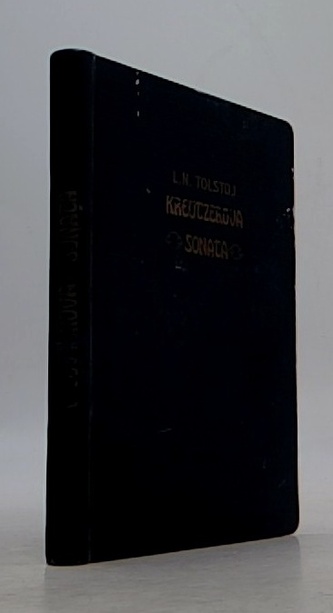 L.N. TOLSTOJ
KREUTZEROVA
SONATA